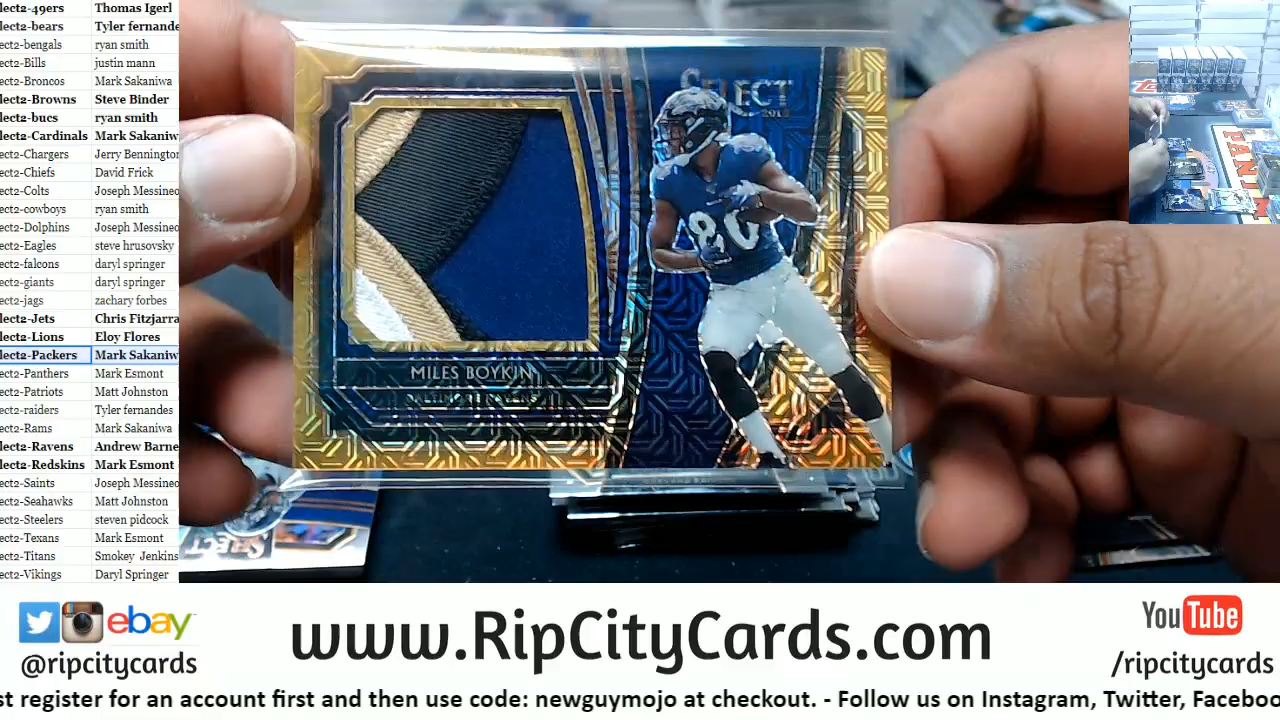 lect2-49ers Thomas Igerl
lect2-bears Tyler fernande
ect2-bengals ryan smith
ect2-Bills justin mann
ect2-Broncos Mark Sakaniwa
lect2-Browns Steve Binder
lect2-bucs ryan smith
lect2-Cardinals Mark Sakaniw
ect2-Chargers Jerry Bennington
ect2-Chiefs David Frick
ect2-Colts Joseph Messineo
ect2-cowboys ryan smith
ect2-Dolphins Joseph Messineo
ect2-Eagles steve hrusovsky
ect2-falcons daryl springer
ect2-giants daryl springer
ect2-jags zachary forbes
lect2-Jets Chris Fitzjarra
lect2-Lions Eloy Flores
lect2-Packers Mark Sakaniw
ect2-Panthers Mark Esmont
ect2-Patriots Matt Johnston
ect2-raiders Tyler fernandes
ect2-Rams Mark Sakaniwa
lect2-Ravens Andrew Barne
lect2-Redskins Mark Esmont
ect2-Saints Joseph Messineo
ect2-Seahawks Matt Johnston
ect2-Steelers steven pidcock
ect2-Texans Mark Esmont
ect2-Titans Smokey Jenkins
ect2-Vikings Daryl Springer
SELECT
2019
80
MILES BOYKIN
BALTIMORE RAVENS
SELECT
PANINI
ebay
@ripcitycards
www.RipCityCards.com
YouTube
/ripcitycards
st register for an account first and then use code: newguymojo at checkout. - Follow us on Instagram, Twitter, Faceboo